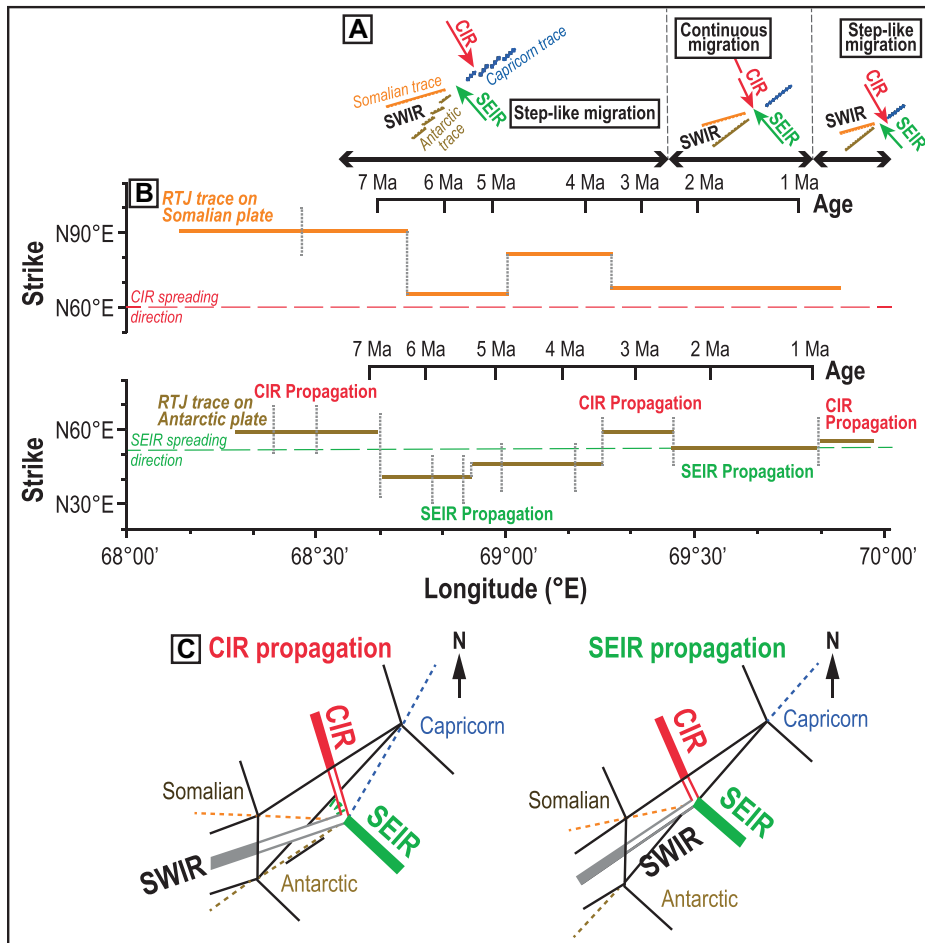 A
CIR
Capricorn trace
Somalian trace
SWIR
Antarctic
trace
SEIR
Step-like migration
Continuous
migration
CIR
SWIR
SEIR
Step-like
migration
CIR
SWIR
SEIR
B
RTJ trace on
Somalian plate
7 Ma 6 Ma 5 Ma 4 Ma 3 Ma 2 Ma 1 Ma
Age
Strike
N90°E
N60°E
CIR spreading
direction
7 Ma 6 Ma 5 Ma 4 Ma 3 Ma 2 Ma 1 Ma
Age
RTJ trace on
Antarctic plate
CIR Propagation
CIR Propagation
CIR
Propagation
Strike
N60°E
SEIR spreading
direction
SEIR Propagation
SEIR Propagation
N30°E
68°00' 68°30' 69°00' 69°30' 70°00'
Longitude (°E)
C CIR propagation
N
CIR
Capricorn
Somalian
SEIR
SWIR
Antarctic
SEIR propagation
N
CIR
Capricorn
Somalian
SEIR
SWIR
Antarctic